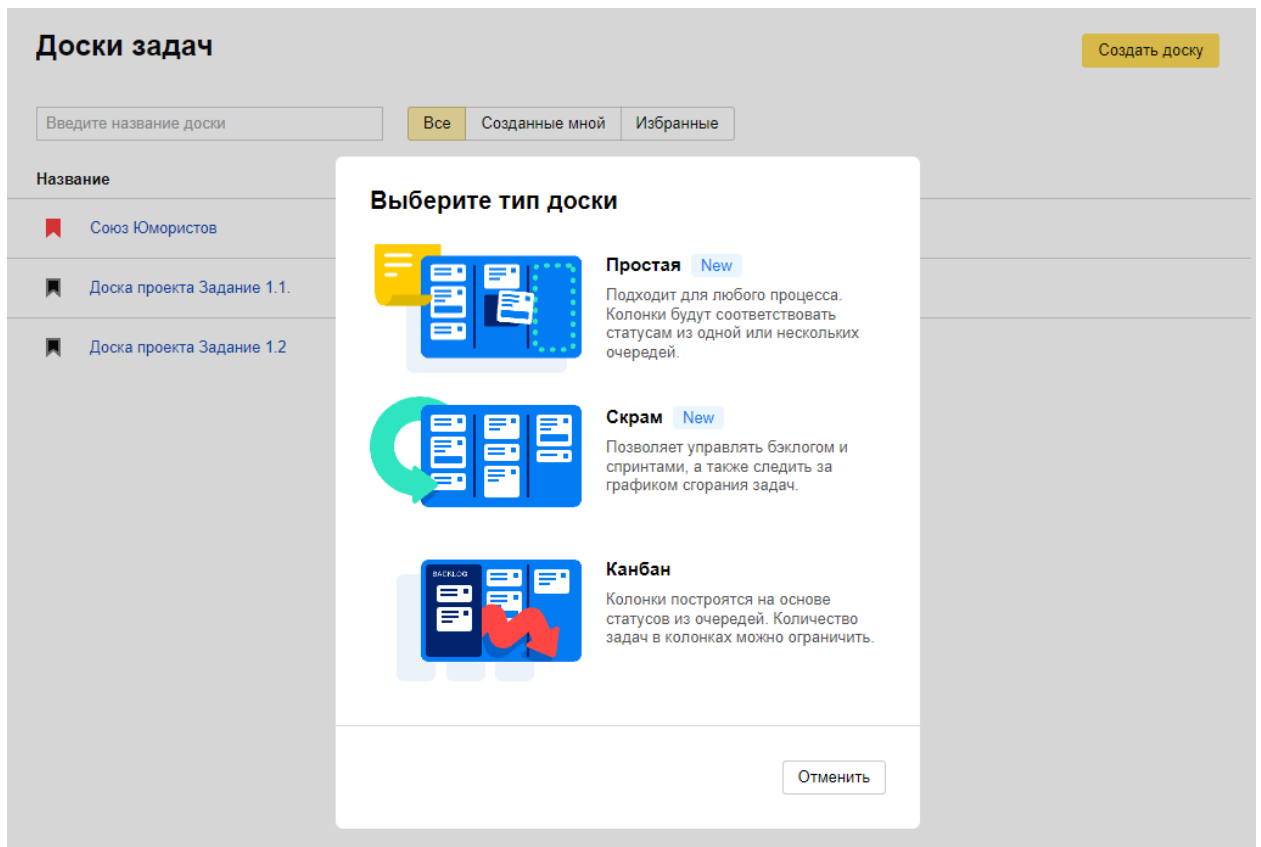 Доски задач
Создать доску
Введите название доски
Все Созданные мной Избранные
Название
Союз Юмористов
Доска проекта Задание 1.1.
Доска проекта Задание 1.2
Выберите тип доски
Простая New
Подходит для любого процесса.
Колонки будут соответствовать
статусам из одной или нескольких
очередей.
Скрам New
Позволяет управлять бэклогом и
спринтами, а также следить за
графиком сгорания задач.
BACKLOG
Канбан
Колонки построятся на основе
статусов из очередей. Количество
задач в колонках можно ограничить.
Отменить